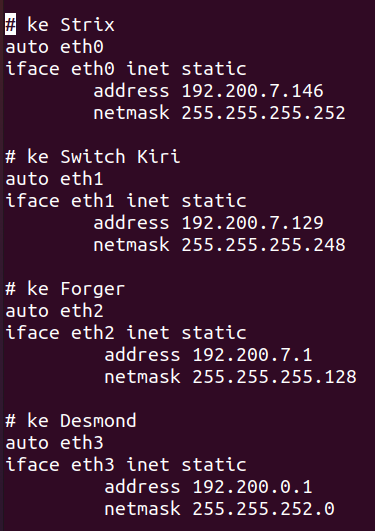 # ke Strix
auto eth0
iface eth0 inet static
        address 192.200.7.146
        netmask 255.255.255.252

# ke Switch Kiri
auto eth1
iface eth1 inet static
        address 192.200.7.129
        netmask 255.255.255.248

# ke Forger
auto eth2
iface eth2 inet static
         address 192.200.7.1
         netmask 255.255.255.128

# ke Desmond
auto eth3
iface eth3 inet static
         address 192.200.0.1
         netmask 255.255.252.0